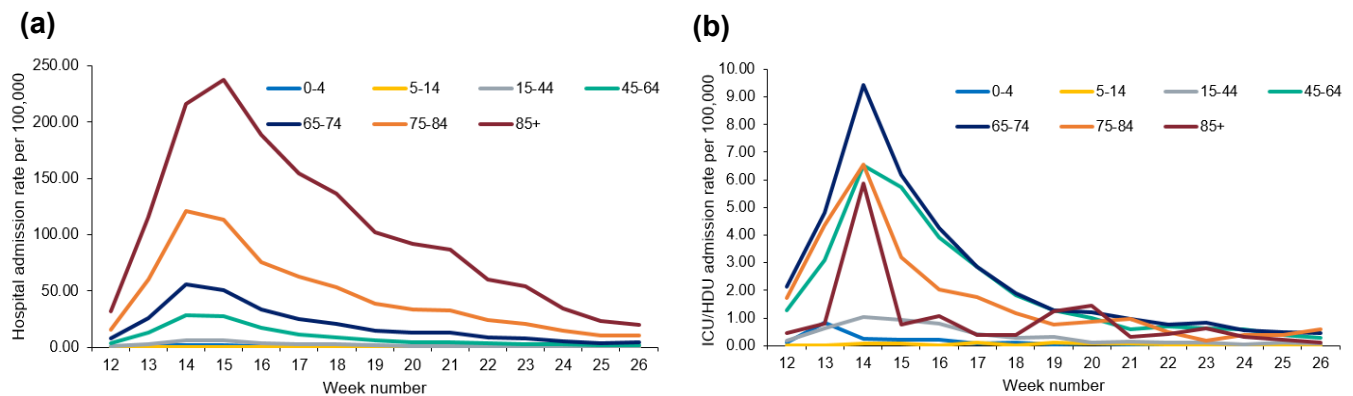 (a)
Hospital admission rate per 100,000
250.00
200.00
150.00
100.00
50.00
0.00
0-4 5-14 15-44 45-64
65-74 75-84 85+
12 13 14 15 16 17 18 19 20 21 22 23 24 25 26
Week number
(b)
ICU/HDU admission rate per 100,000
10.00
9.00
8.00
7.00
6.00
5.00
4.00
3.00
2.00
1.00
0.00
0-4 5-14 15-44 45-64
65-74 75-84 85+
12 13 14 15 16 17 18 19 20 21 22 23 24 25 26
Week number